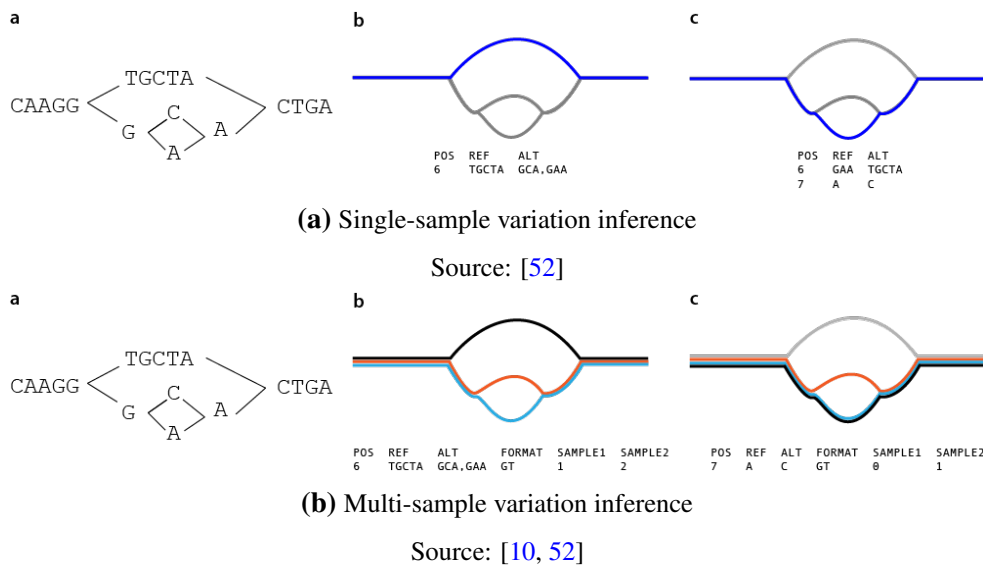 a b c
TGCTA
CAAGG C CTGA
G A
A
POS REF ALT
6 TGCTA GCA,GAA
POS REF ALT
6 GAA TGCTA
7 A C
(a) Single-sample variation inference
Source: [52]
a b c
TGCTA
CAAGG C CTGA
G A
A
POS REF ALT FORMAT SAMPLE1 SAMPLE2
6 TGCTA GCA,GAA GT 1 2
POS REF ALT FORMAT SAMPLE1 SAMPLE2
7 A C GT 0 1
(b) Multi-sample variation inference
Source: [10, 52]